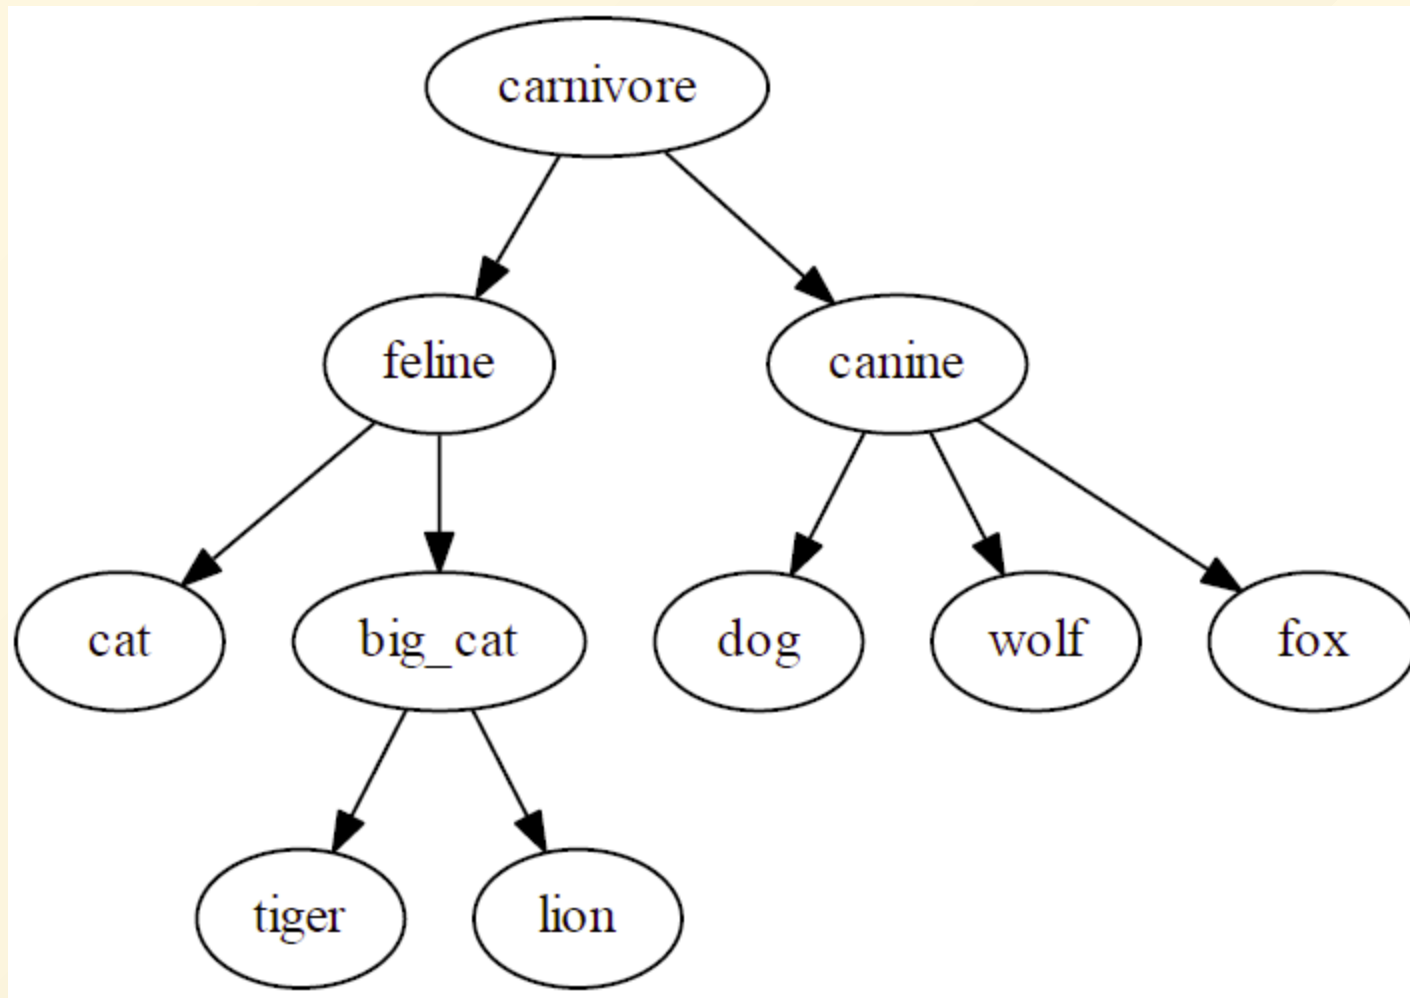 carnivore
feline canine
cat big_cat dog wolf fox
tiger lion